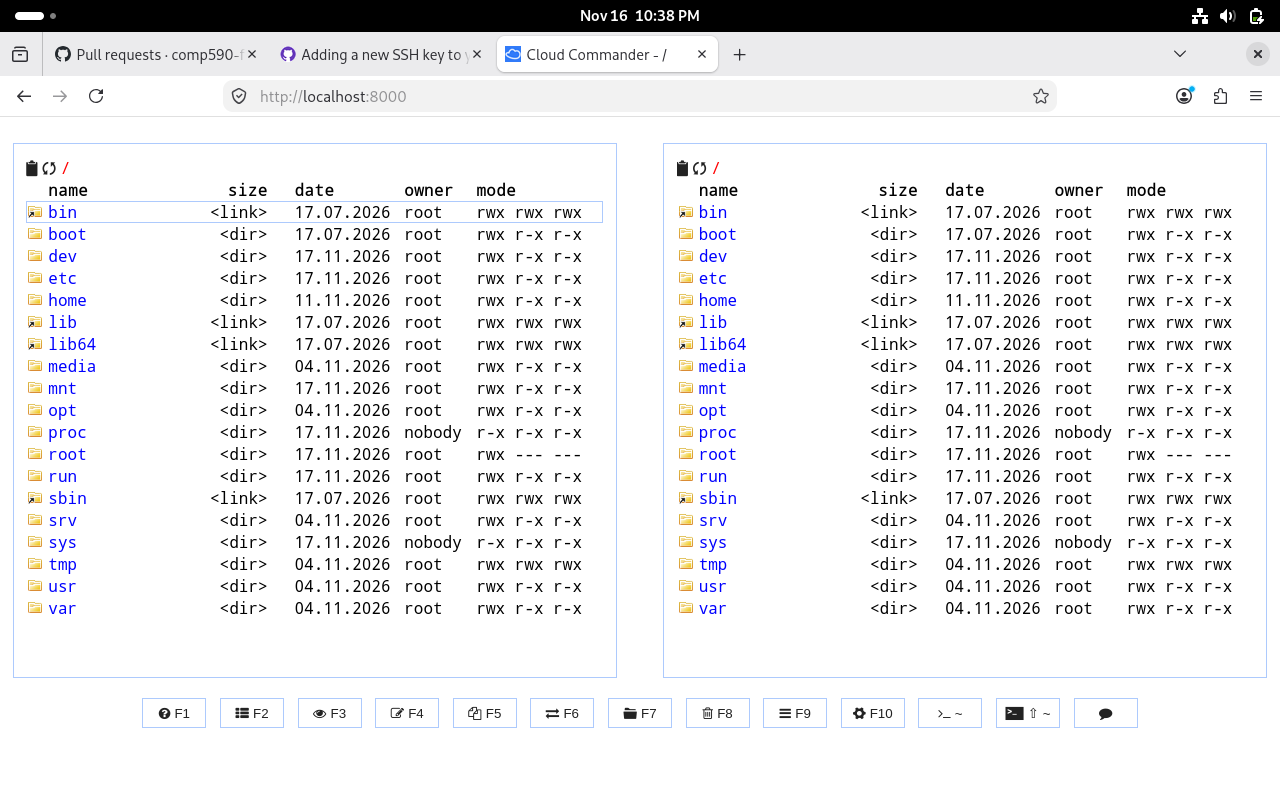 Nov 16 10:38 PM
Pull requests · comp590-f
Adding a new SSH key to y
Cloud Commander - /
http://localhost:8000
/
name size date owner mode
bin <link> 17.07.2026 root rwx rwx rwx
boot <dir> 17.07.2026 root rwx r-x r-x
dev <dir> 17.11.2026 root rwx r-x r-x
etc <dir> 17.11.2026 root rwx r-x r-x
home <dir> 11.11.2026 root rwx r-x r-x
lib <link> 17.07.2026 root rwx rwx rwx
lib64 <link> 17.07.2026 root rwx rwx rwx
media <dir> 04.11.2026 root rwx r-x r-x
mnt <dir> 17.11.2026 root rwx r-x r-x
opt <dir> 04.11.2026 root rwx r-x r-x
proc <dir> 17.11.2026 nobody r-x r-x r-x
root <dir> 17.11.2026 root rwx --- ---
run <dir> 17.11.2026 root rwx r-x r-x
sbin <link> 17.07.2026 root rwx rwx rwx
srv <dir> 04.11.2026 root rwx r-x r-x
sys <dir> 17.11.2026 nobody r-x r-x r-x
tmp <dir> 04.11.2026 root rwx rwx rwx
usr <dir> 04.11.2026 root rwx r-x r-x
var <dir> 04.11.2026 root rwx r-x r-x
/
name size date owner mode
bin <link> 17.07.2026 root rwx rwx rwx
boot <dir> 17.07.2026 root rwx r-x r-x
dev <dir> 17.11.2026 root rwx r-x r-x
etc <dir> 17.11.2026 root rwx r-x r-x
home <dir> 11.11.2026 root rwx r-x r-x
lib <link> 17.07.2026 root rwx rwx rwx
lib64 <link> 17.07.2026 root rwx rwx rwx
media <dir> 04.11.2026 root rwx r-x r-x
mnt <dir> 17.11.2026 root rwx r-x r-x
opt <dir> 04.11.2026 root rwx r-x r-x
proc <dir> 17.11.2026 nobody r-x r-x r-x
root <dir> 17.11.2026 root rwx --- ---
run <dir> 17.11.2026 root rwx r-x r-x
sbin <link> 17.07.2026 root rwx rwx rwx
srv <dir> 04.11.2026 root rwx r-x r-x
sys <dir> 17.11.2026 nobody r-x r-x r-x
tmp <dir> 04.11.2026 root rwx rwx rwx
usr <dir> 04.11.2026 root rwx r-x r-x
var <dir> 04.11.2026 root rwx r-x r-x
F1 F2 F3 F4 F5 F6 F7 F8 F9 F10 ~ ⇧ ~